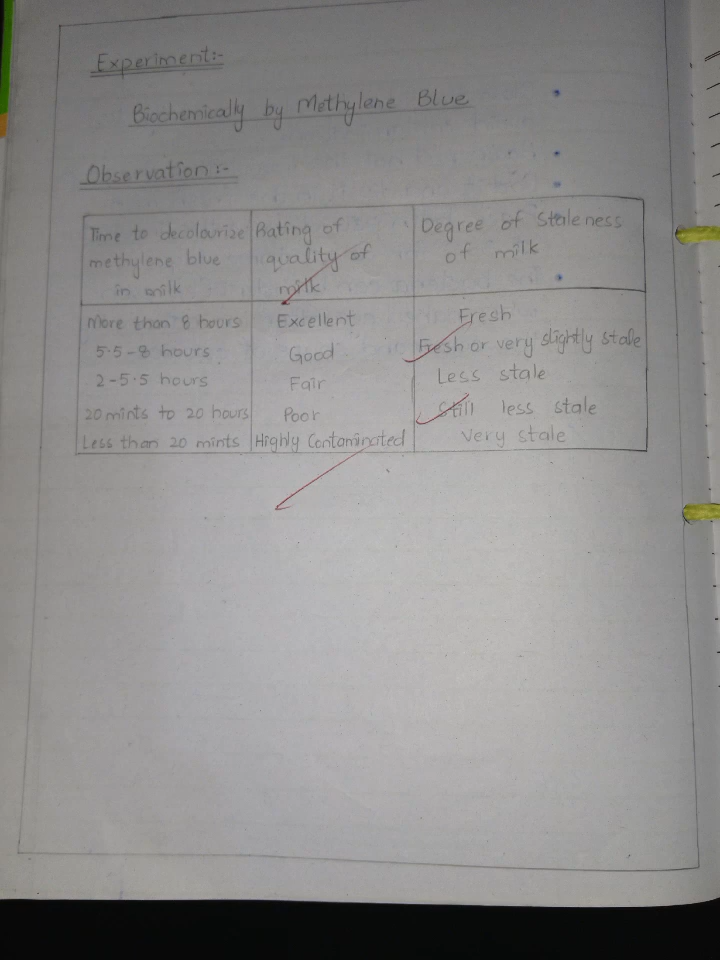 Experiment:-
Biochemically by Methylene Blue
Observation :-
Time to decolourize methylene blue in milk | Rating of quality of milk | Degree of Staleness of milk
More than 8 hours | Excellent | Fresh
5.5-8 hours | Good | Fresh or very slightly stale
2-5.5 hours | Fair | Less stale
20 mints to 20 hours | Poor | Still less stale
Less than 20 mints | Highly Contaminated | Very stale